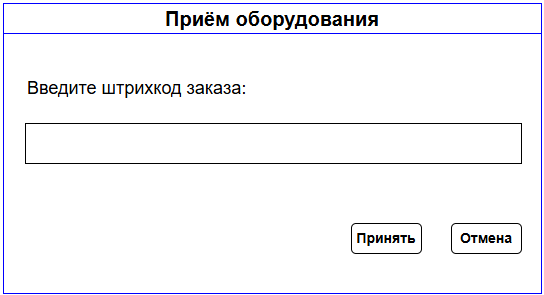 Приём оборудования
Введите штрихкод заказа:
Принять Отмена